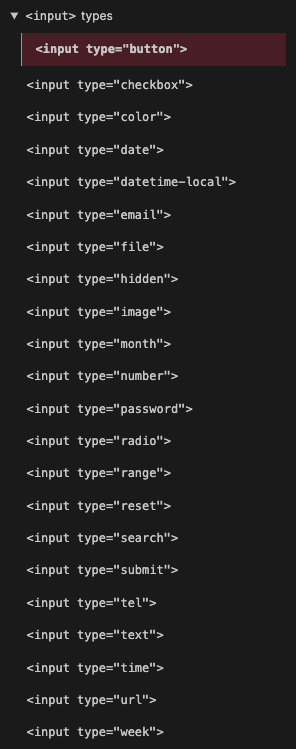 ▼ <input> types
<input type="button">
<input type="checkbox">
<input type="color">
<input type="date">
<input type="datetime-local">
<input type="email">
<input type="file">
<input type="hidden">
<input type="image">
<input type="month">
<input type="number">
<input type="password">
<input type="radio">
<input type="range">
<input type="reset">
<input type="search">
<input type="submit">
<input type="tel">
<input type="text">
<input type="time">
<input type="url">
<input type="week">